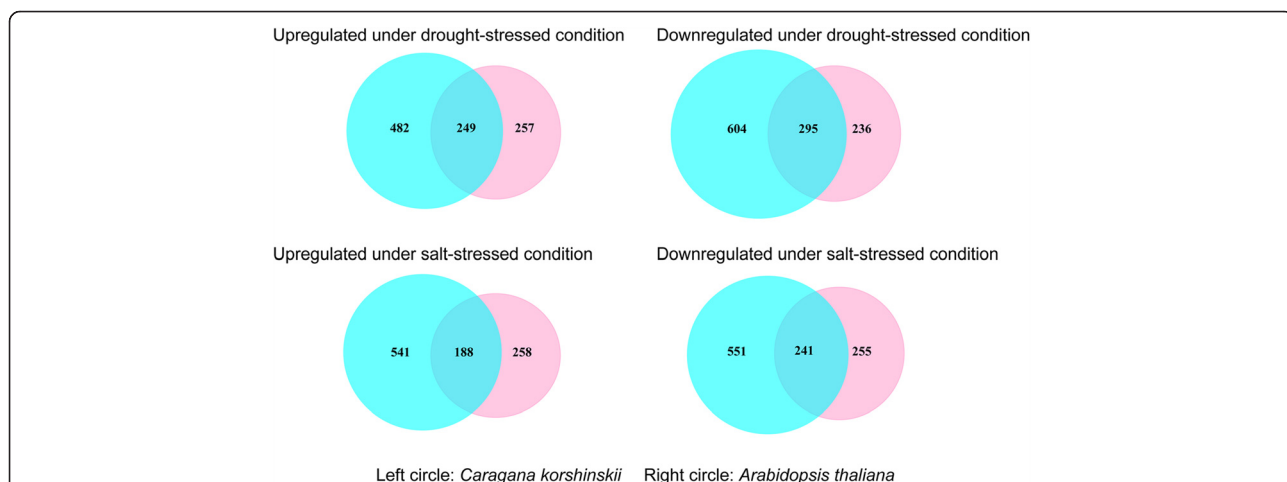 Upregulated under drought-stressed condition
Downregulated under drought-stressed condition
482 249 257
604 295 236
Upregulated under salt-stressed condition
Downregulated under salt-stressed condition
541 188 258
551 241 255
Left circle: Caragana korshinskii Right circle: Arabidopsis thaliana